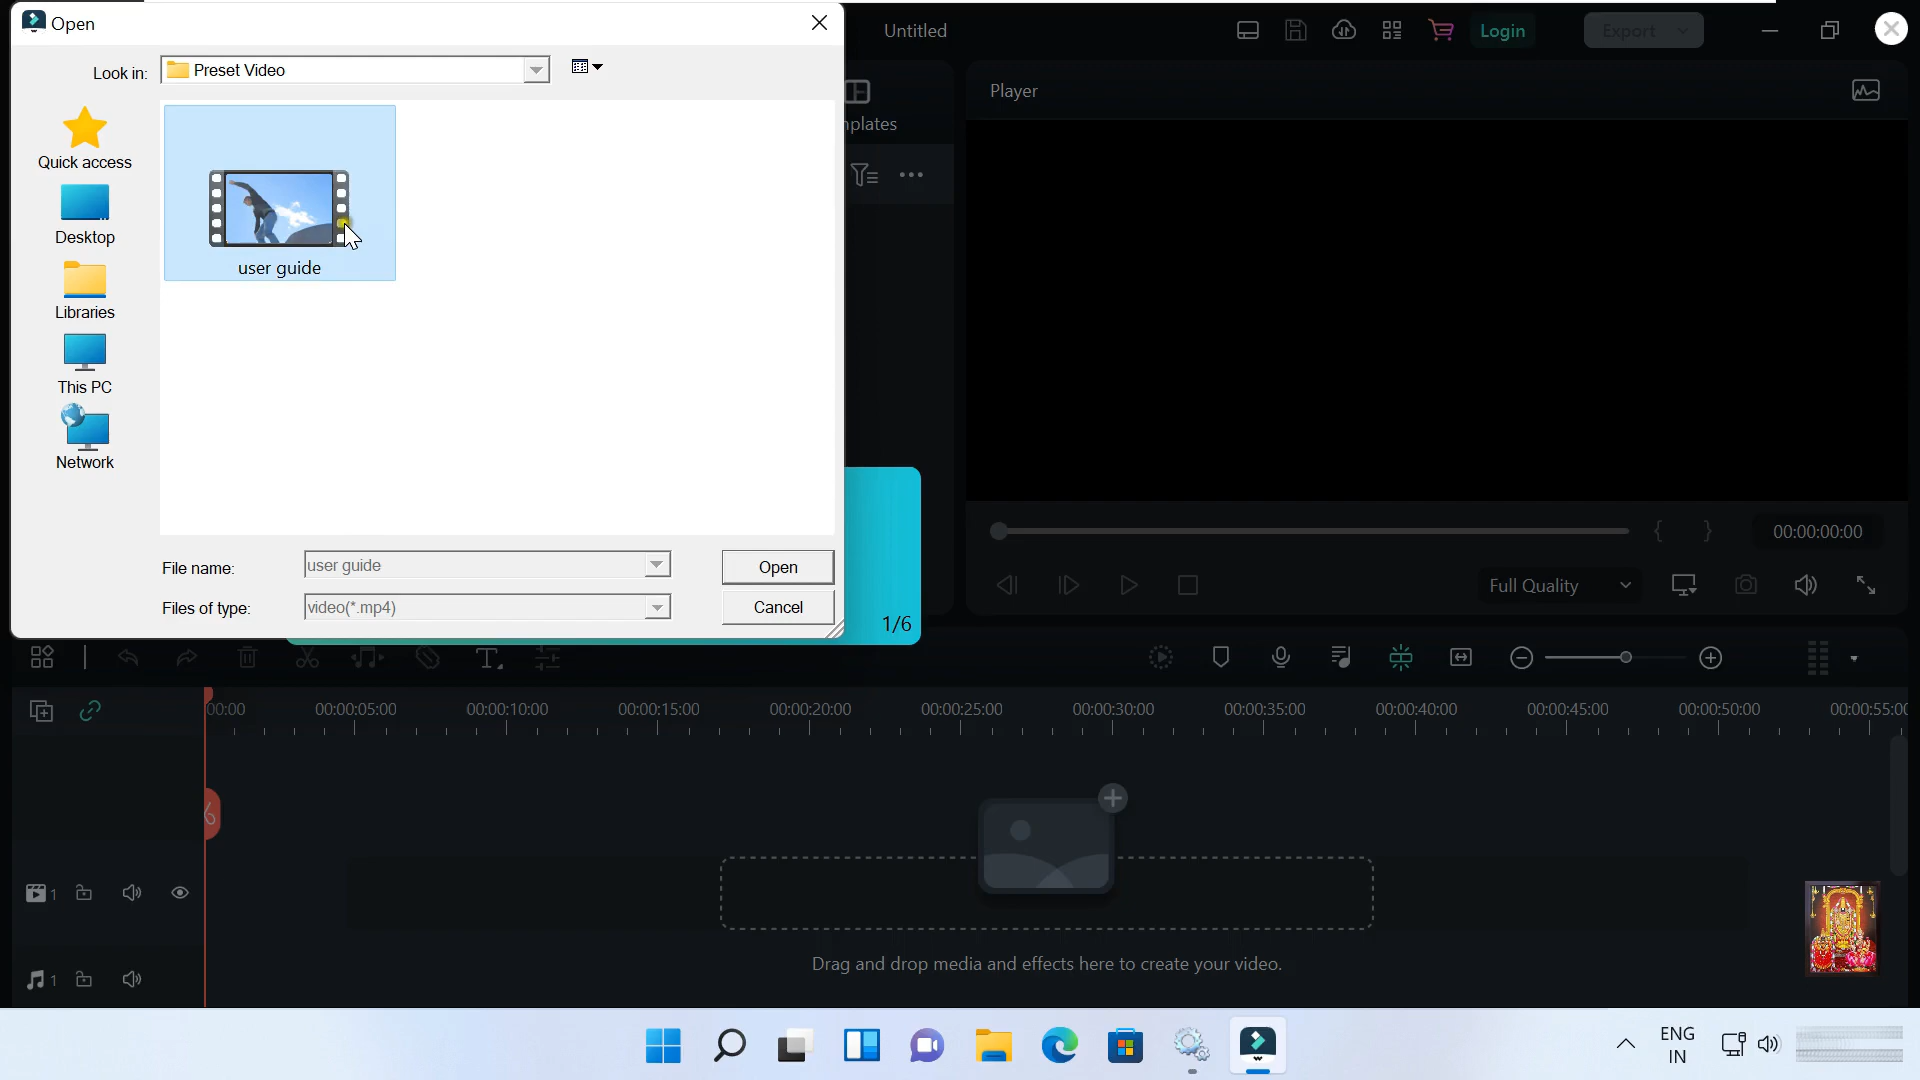 Open
Untitled
Login
Export
Look in:
Preset Video
Quick access
Desktop
Libraries
This PC
Network
user guide
File name:
user guide
Open
Files of type:
video(*.mp4)
Cancel
nplates
Player
1/6
00:00:00:00
Full Quality
00:00 00:00:05:00 00:00:10:00 00:00:15:00 00:00:20:00 00:00:25:00 00:00:30:00 00:00:35:00 00:00:40:00 00:00:45:00 00:00:50:00 00:00:55:00
1
1
Drag and drop media and effects here to create your video.
ENG
IN